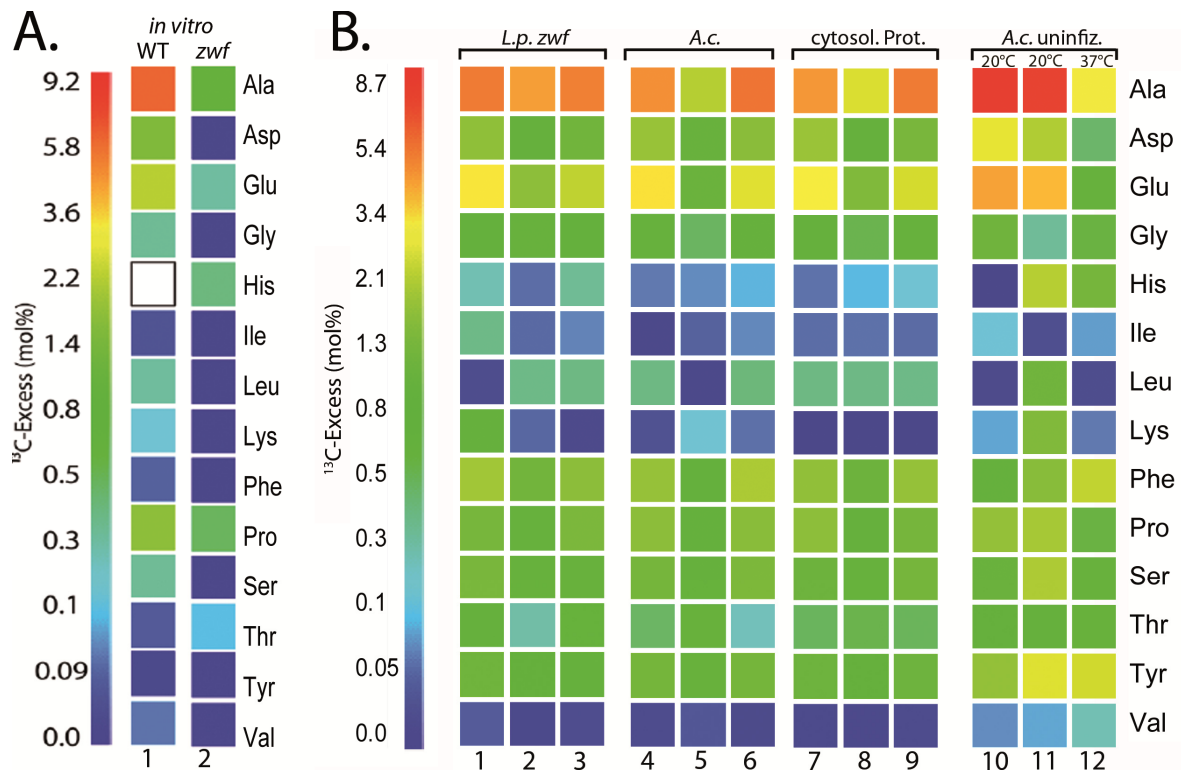 A.
in vitro
WT zwf
9.2
5.8
3.6
2.2
1.4
0.8
0.5
0.3
0.1
0.09
0.0
¹³C-Excess (mol%)
Ala
Asp
Glu
Gly
His
Ile
Leu
Lys
Phe
Pro
Ser
Thr
Tyr
Val
1 2
B.
L.p. zwf A.c. cytosol. Prot. A.c. uninfiz.
20°C 20°C 37°C
8.7
5.4
3.4
2.1
1.3
0.8
0.5
0.3
0.1
0.05
0.0
¹³C-Excess (mol%)
Ala
Asp
Glu
Gly
His
Ile
Leu
Lys
Phe
Pro
Ser
Thr
Tyr
Val
1 2 3 4 5 6 7 8 9 10 11 12